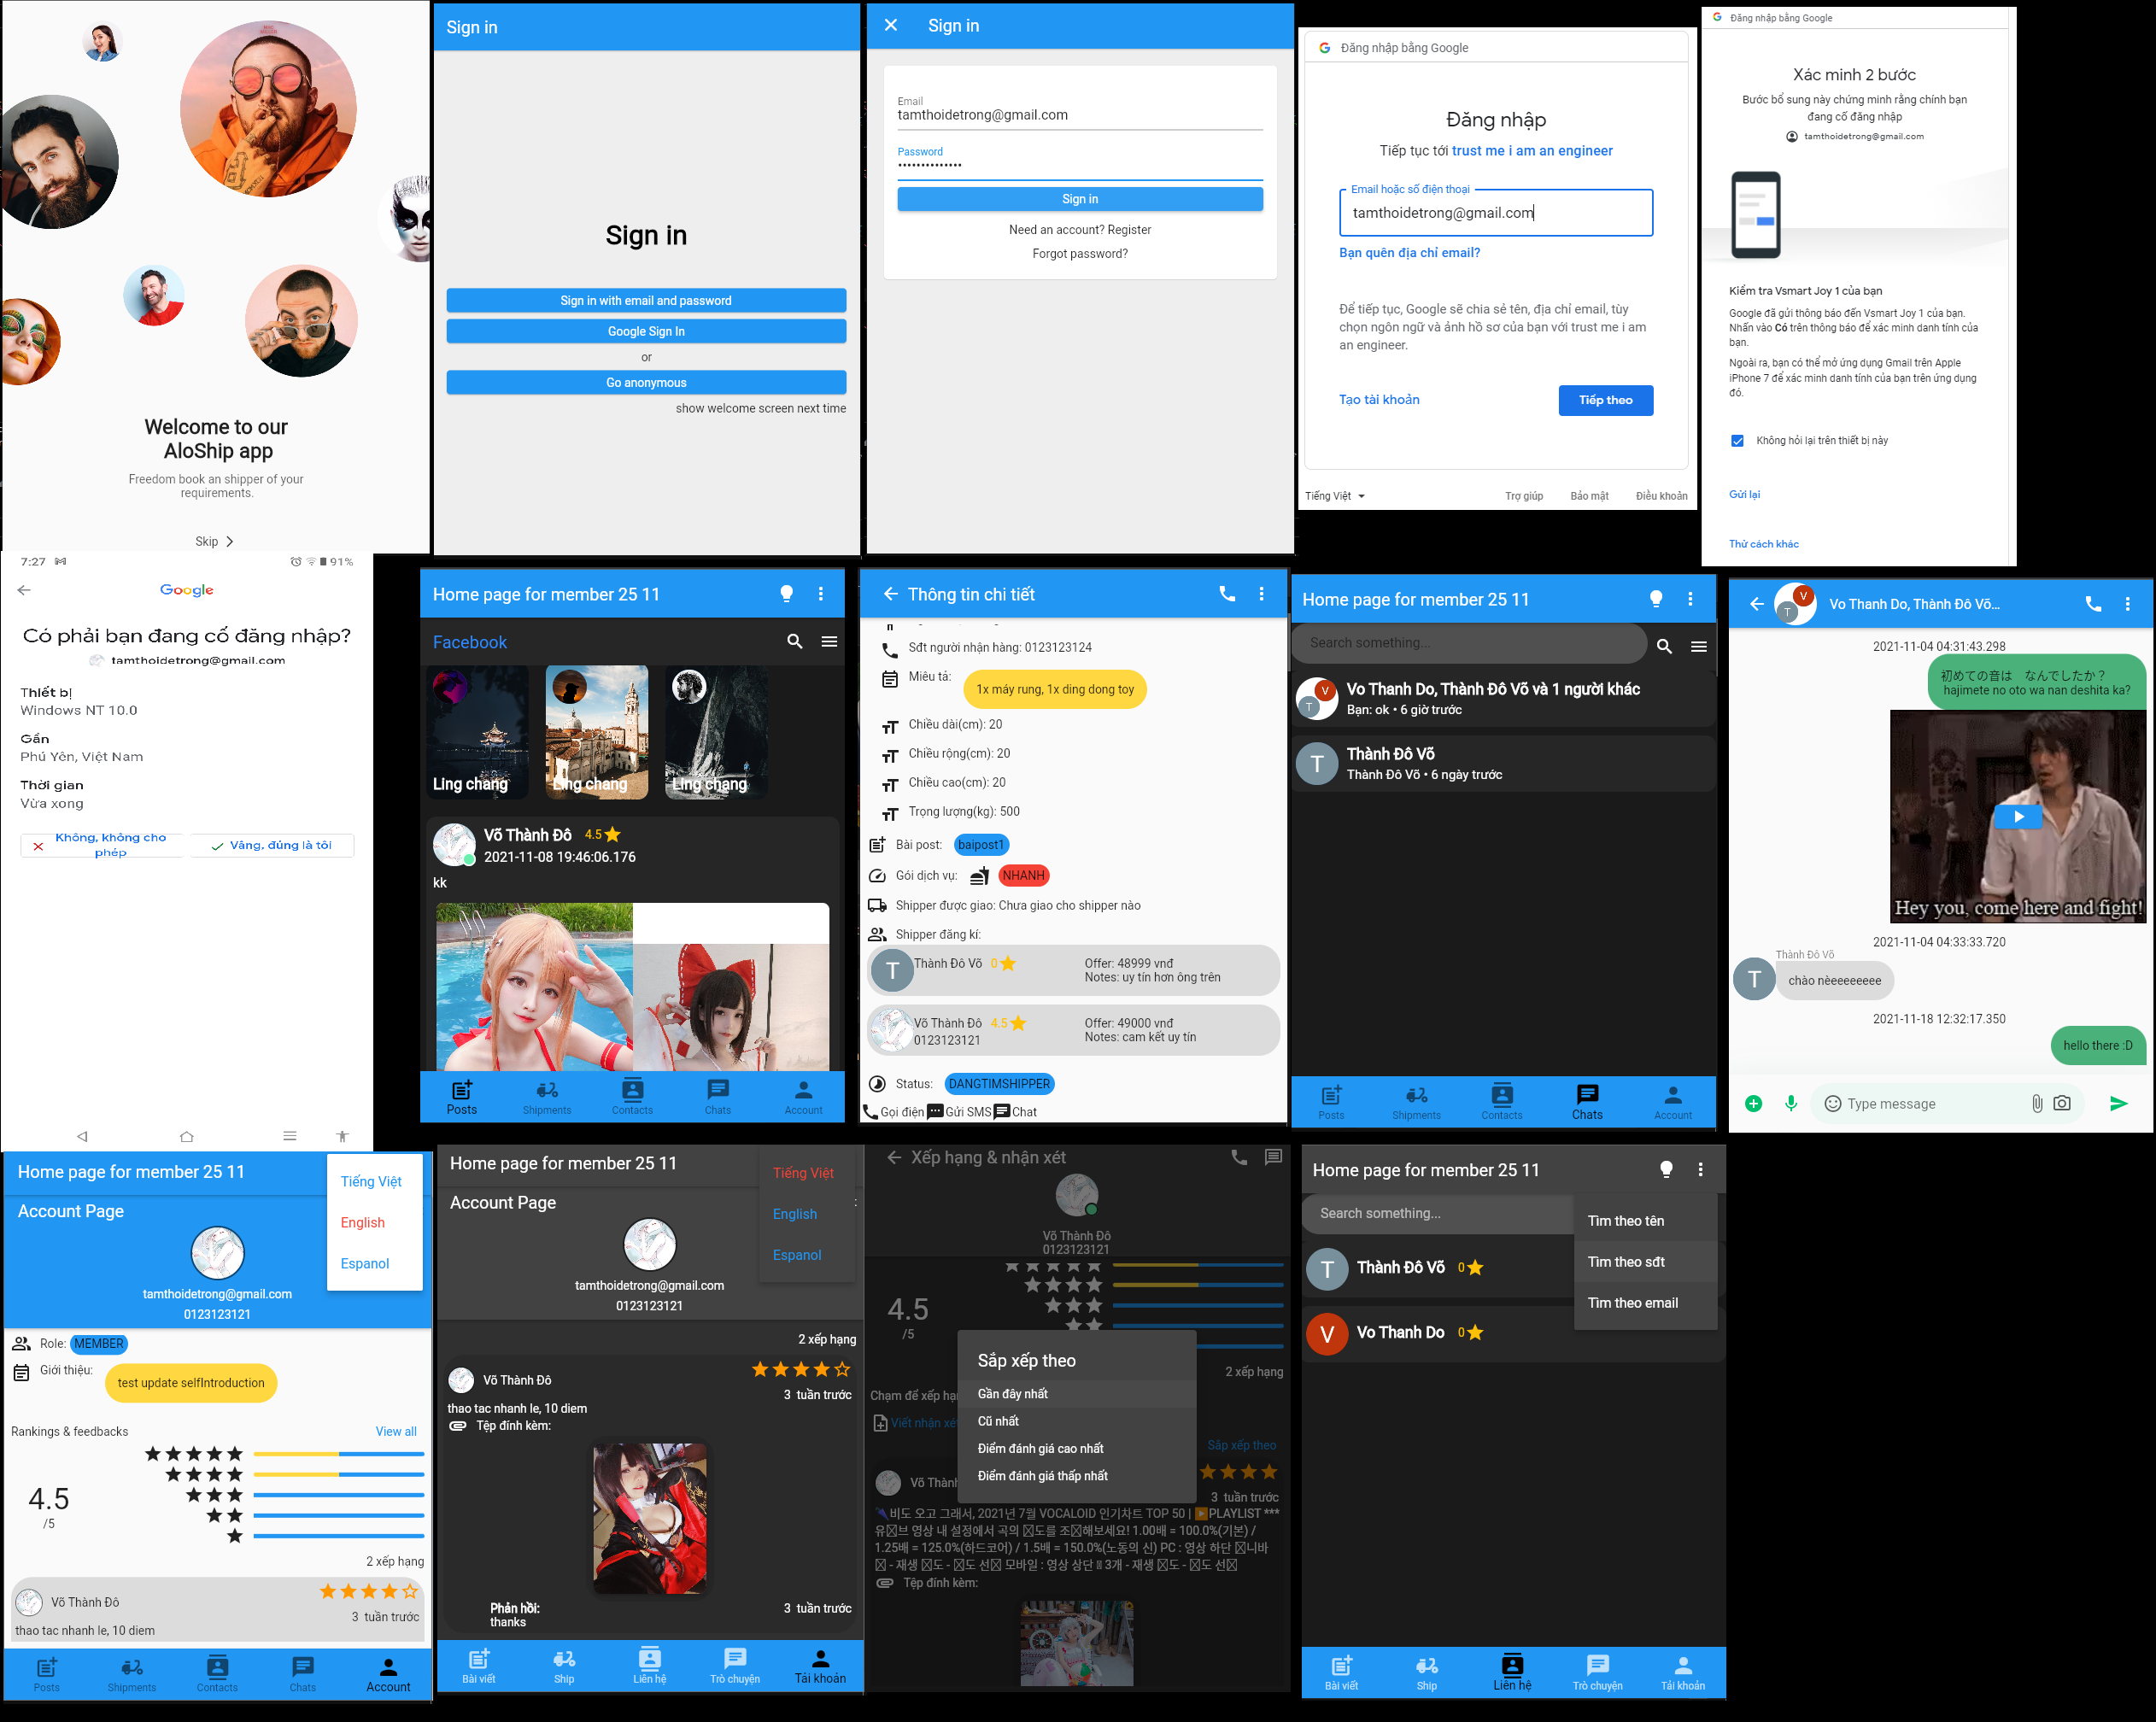 Welcome to our
AloShip app
Freedom book an shipper of your
requirements.
Skip
Sign in
Sign in
Sign in with email and password
Google Sign In
or
Go anonymous
show welcome screen next time
Sign in
Email
tamthoidetrong@gmail.com
Password
••••••••••••••
Sign in
Need an account? Register
Forgot password?
Đăng nhập bằng Google
Đăng nhập
Tiếp tục tới trust me i am an engineer
Email hoặc số điện thoại
tamthoidetrong@gmail.com
Bạn quên địa chỉ email?
Để tiếp tục, Google sẽ chia sẻ tên, địa chỉ email, tùy
chọn ngôn ngữ và ảnh hồ sơ của bạn với trust me i am
an engineer.
Tạo tài khoản
Tiếp theo
Tiếng Việt
Trợ giúp
Bảo mật
Điều khoản
Đăng nhập bằng Google
Xác minh 2 bước
Bước bổ sung này chứng minh rằng chính bạn
đang cố đăng nhập
tamthoidetrong@gmail.com
Kiểm tra Vsmart Joy 1 của bạn
Google đã gửi thông báo đến Vsmart Joy 1 của bạn.
Nhấn vào Có trên thông báo để xác minh danh tính của
bạn.
Ngoài ra, bạn có thể mở ứng dụng Gmail trên Apple
iPhone 7 để xác minh danh tính của bạn trên ứng dụng
đó.
Không hỏi lại trên thiết bị này
Gửi lại
Thử cách khác
7:27
91%
Google
Có phải bạn đang cố đăng nhập?
tamthoidetrong@gmail.com
Thiết bị
Windows NT 10.0
Gần
Phú Yên, Việt Nam
Thời gian
Vừa xong
Không, không cho
phép
Vâng, đúng là tôi
Home page for member 25 11
Facebook
Ling chang
Ling chang
Ling chang
Võ Thành Đô 4.5
2021-11-08 19:46:06.176
kk
Posts
Shipments
Contacts
Chats
Account
Thông tin chi tiết
Sđt người nhận hàng: 0123123124
Miêu tả:
1x máy rung, 1x ding dong toy
Chiều dài(cm): 20
Chiều rộng(cm): 20
Chiều cao(cm): 20
Trọng lượng(kg): 500
Bài post: baipost1
Gói dịch vụ: NHANH
Shipper được giao: Chưa giao cho shipper nào
Shipper đăng kí:
T
Thành Đô Võ 0
Offer: 48999 vnđ
Notes: uy tín hơn ông trên
Võ Thành Đô 4.5
0123123121
Offer: 49000 vnđ
Notes: cam kết uy tín
Status: DANGTIMSHIPPER
Gọi điện
Gửi SMS
Chat
Home page for member 25 11
Search something...
V
T
Vo Thanh Do, Thành Đô Võ và 1 người khác
Bạn: ok • 6 giờ trước
T
Thành Đô Võ
Thành Đô Võ • 6 ngày trước
Posts
Shipments
Contacts
Chats
Account
V
T
Vo Thanh Do, Thành Đô Võ...
2021-11-04 04:31:43.298
初めての音は　なんでしたか？
hajimete no oto wa nan deshita ka?
Hey you, come here and fight!
2021-11-04 04:33:33.720
Thành Đô Võ
T
chào nèeeeeeeee
2021-11-18 12:32:17.350
hello there :D
Type message
Home page for member 25 11
Tiếng Việt
English
Espanol
Account Page
tamthoidetrong@gmail.com
0123123121
Role: MEMBER
Giới thiệu:
test update selfIntroduction
Rankings & feedbacks
View all
4.5
/5
2 xếp hạng
Võ Thành Đô
3 tuần trước
thao tac nhanh le, 10 diem
Posts
Shipments
Contacts
Chats
Account
Home page for member 25 11
Tiếng Việt
English
Espanol
Account Page
tamthoidetrong@gmail.com
0123123121
2 xếp hạng
Võ Thành Đô
3 tuần trước
thao tac nhanh le, 10 diem
Tệp đính kèm:
Phản hồi:
3 tuần trước
thanks
Bài viết
Ship
Liên hệ
Trò chuyện
Tài khoản
Xếp hạng & nhận xét
Võ Thành Đô
0123123121
4.5
/5
2 xếp hạng
Chạm để xếp hạ
Viết nhận xé
Sắp xếp theo
Sắp xếp theo
Gần đây nhất
Cũ nhất
Điểm đánh giá cao nhất
Điểm đánh giá thấp nhất
Võ Thành
3 tuần trước
비도 오고 그래서, 2021년 7월 VOCALOID 인기차트 TOP 50 | PLAYLIST ***
유브 영상 내 설정에서 곡의 도를 조해보세요! 1.00배 = 100.0%(기본) /
1.25배 = 125.0%(하드코어) / 1.5배 = 150.0%(노동의 신) PC : 영상 하단 니바
- 재생 도 - 도 선 모바일 : 영상 상단 3개 - 재생 도 - 도 선
Tệp đính kèm:
Home page for member 25 11
Search something...
Tìm theo tên
Tìm theo sđt
Tìm theo email
T
Thành Đô Võ 0
V
Vo Thanh Do 0
Bài viết
Ship
Liên hệ
Trò chuyện
Tài khoản